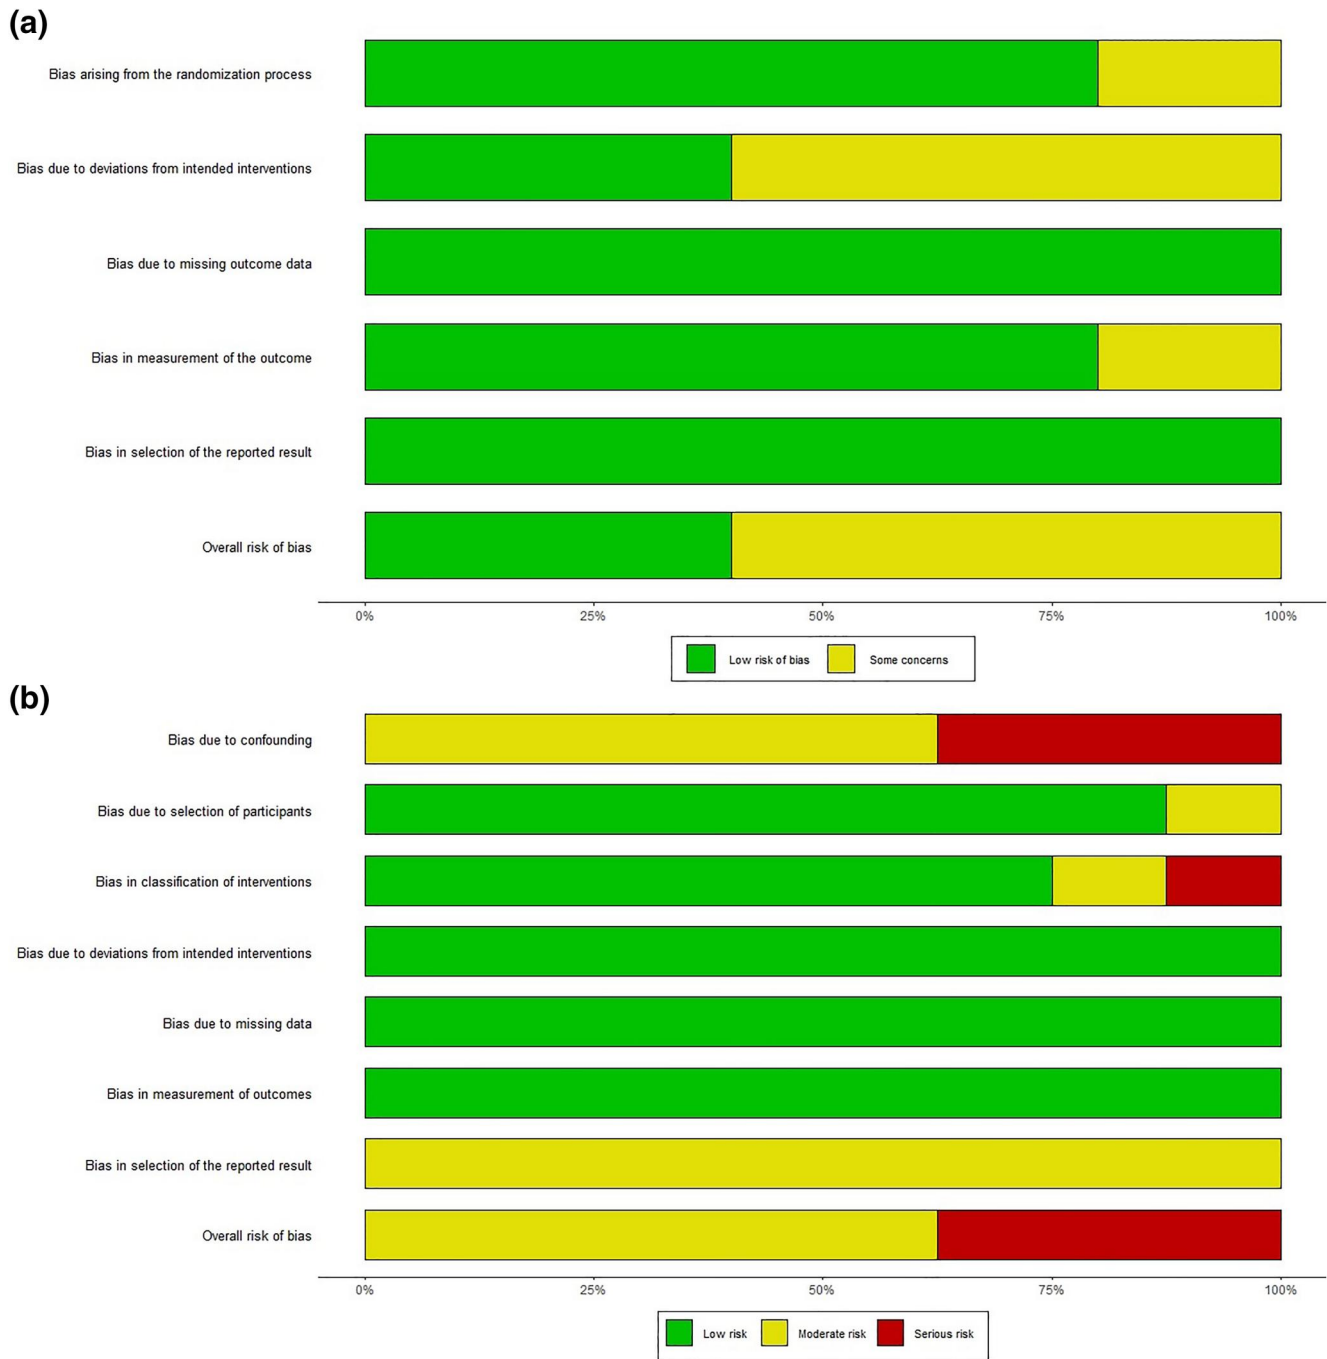 (a)
Bias arising from the randomization process
Bias due to deviations from intended interventions
Bias due to missing outcome data
Bias in measurement of the outcome
Bias in selection of the reported result
Overall risk of bias
0% 25% 50% 75% 100%
Low risk of bias Some concerns
(b)
Bias due to confounding
Bias due to selection of participants
Bias in classification of interventions
Bias due to deviations from intended interventions
Bias due to missing data
Bias in measurement of outcomes
Bias in selection of the reported result
Overall risk of bias
0% 25% 50% 75% 100%
Low risk Moderate risk Serious risk